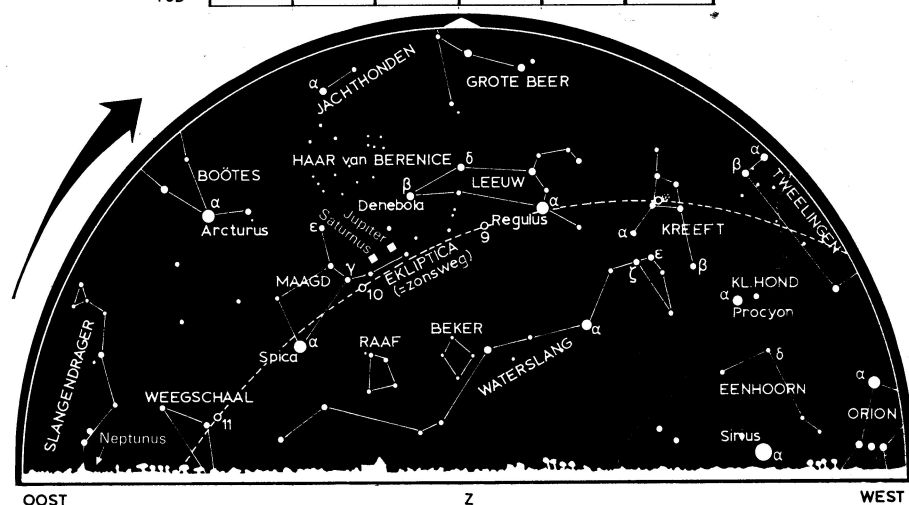 JACHTHONDEN
α
GROTE BEER
HAAR van BERENICE
BOÖTES
α
Arcturus
δ
β
Denebola
LEEUW
α
Regulus
9
α
β
TWEELINGEN
α
KREEFT
β
Jupiter
Saturnus
ε
MAAGD
γ
10
EKLIPTICA
(=zonsweg)
ε
ζ
KL.HOND
α
Procyon
Spica
α
RAAF
BEKER
WATERSLANG
α
δ
EENHOORN
α
ORION
SLANGENDRAGER
WEEGSCHAAL
11
Neptunus
Sirius
α
OOST
Z
WEST